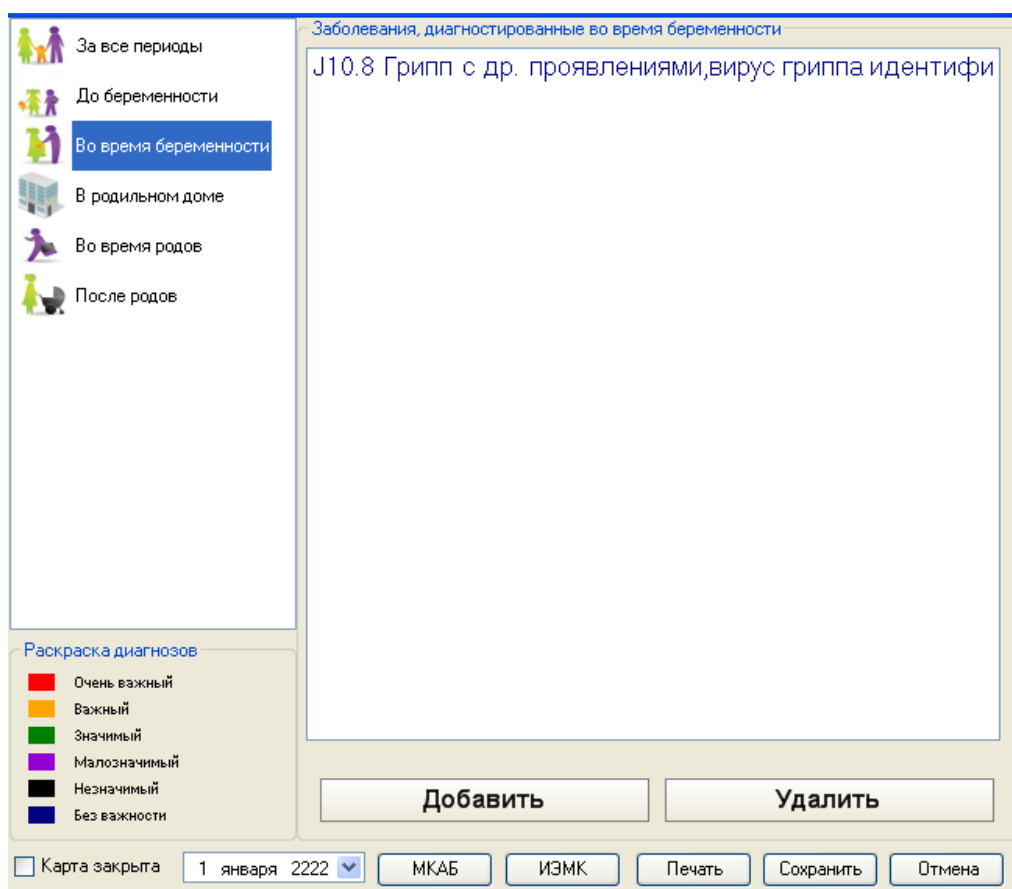 За все периоды
До беременности
Во время беременности
В родильном доме
Во время родов
После родов
Раскраска диагнозов
Очень важный
Важный
Значимый
Малозначимый
Незначимый
Без важности
Заболевания, диагностированные во время беременности
J10.8 Грипп с др. проявлениями,вирус гриппа идентифи
Добавить Удалить
Карта закрыта 1 января 2222 МКАБ ИЭМК Печать Сохранить Отмена